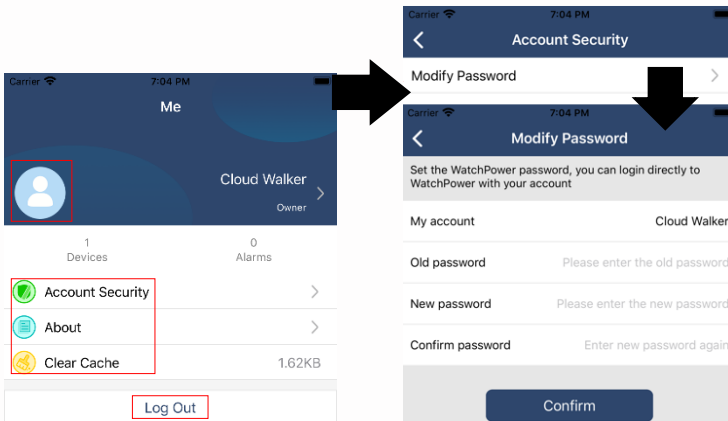 Carrier 7:04 PM
Me
Cloud Walker
Owner
1 0
Devices Alarms
Account Security
About
Clear Cache 1.62KB
Log Out
Carrier 7:04 PM
Account Security
Modify Password
Carrier 7:04 PM
Modify Password
Set the WatchPower password, you can login directly to
WatchPower with your account
My account Cloud Walker
Old password Please enter the old password
New password Please enter the new password
Confirm password Enter new password again
Confirm